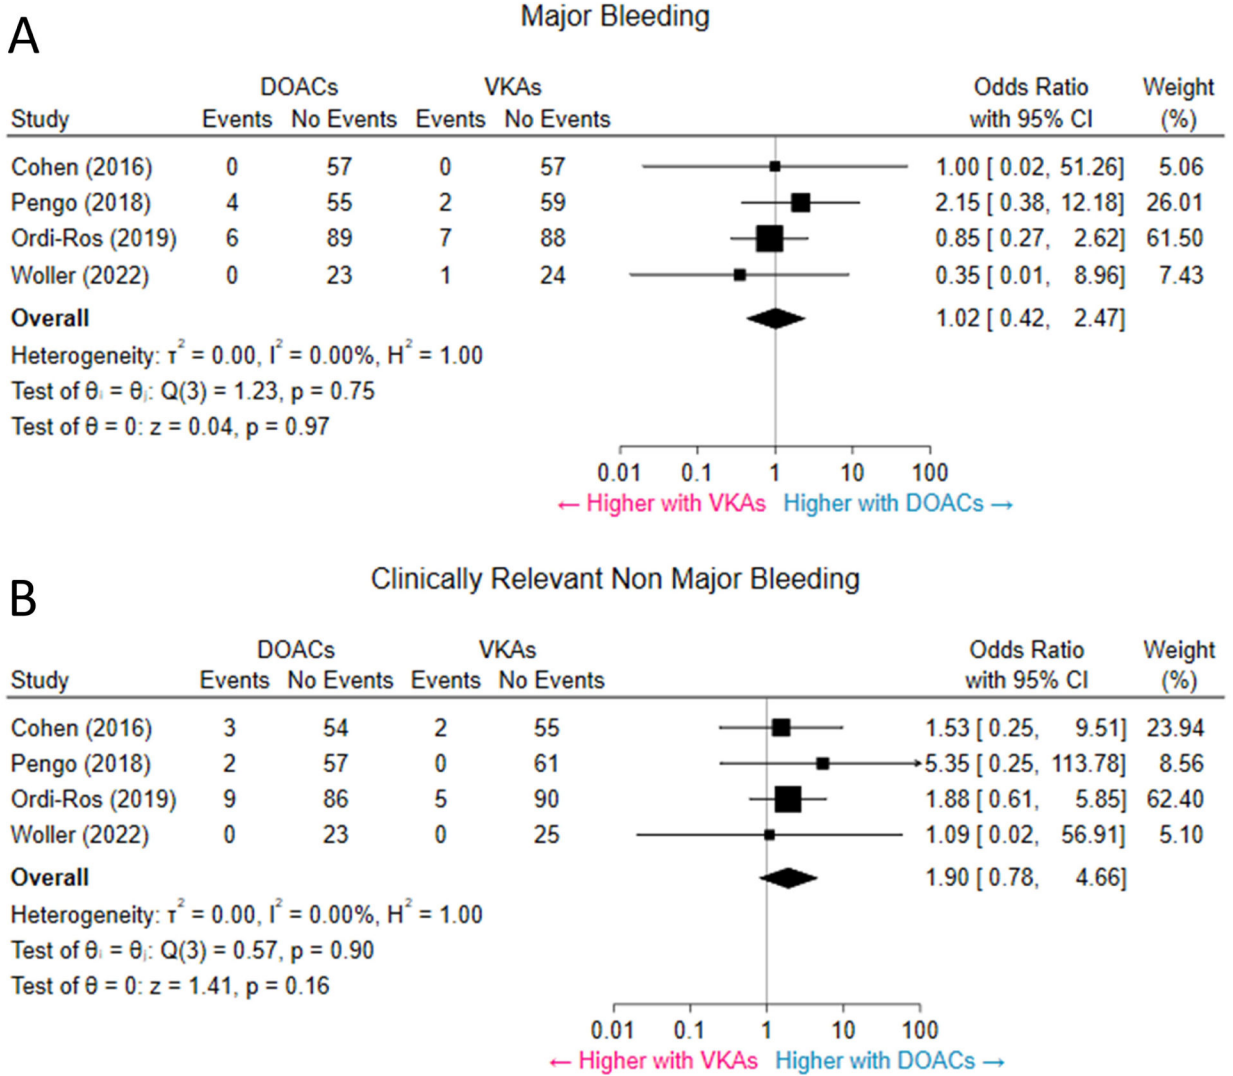 A
Major Bleeding
DOACs VKAs Odds Ratio Weight
Study Events No Events Events No Events with 95% CI (%)
Cohen (2016) 0 57 0 57 1.00 [ 0.02, 51.26] 5.06
Pengo (2018) 4 55 2 59 2.15 [ 0.38, 12.18] 26.01
Ordi-Ros (2019) 6 89 7 88 0.85 [ 0.27, 2.62] 61.50
Woller (2022) 0 23 1 24 0.35 [ 0.01, 8.96] 7.43
Overall 1.02 [ 0.42, 2.47]
Heterogeneity: τ² = 0.00, I² = 0.00%, H² = 1.00
Test of θᵢ = θⱼ: Q(3) = 1.23, p = 0.75
Test of θ = 0: z = 0.04, p = 0.97
0.01 0.1 1 10 100
← Higher with VKAs Higher with DOACs →
B
Clinically Relevant Non Major Bleeding
DOACs VKAs Odds Ratio Weight
Study Events No Events Events No Events with 95% CI (%)
Cohen (2016) 3 54 2 55 1.53 [ 0.25, 9.51] 23.94
Pengo (2018) 2 57 0 61 5.35 [ 0.25, 113.78] 8.56
Ordi-Ros (2019) 9 86 5 90 1.88 [ 0.61, 5.85] 62.40
Woller (2022) 0 23 0 25 1.09 [ 0.02, 56.91] 5.10
Overall 1.90 [ 0.78, 4.66]
Heterogeneity: τ² = 0.00, I² = 0.00%, H² = 1.00
Test of θᵢ = θⱼ: Q(3) = 0.57, p = 0.90
Test of θ = 0: z = 1.41, p = 0.16
0.01 0.1 1 10 100
← Higher with VKAs Higher with DOACs →